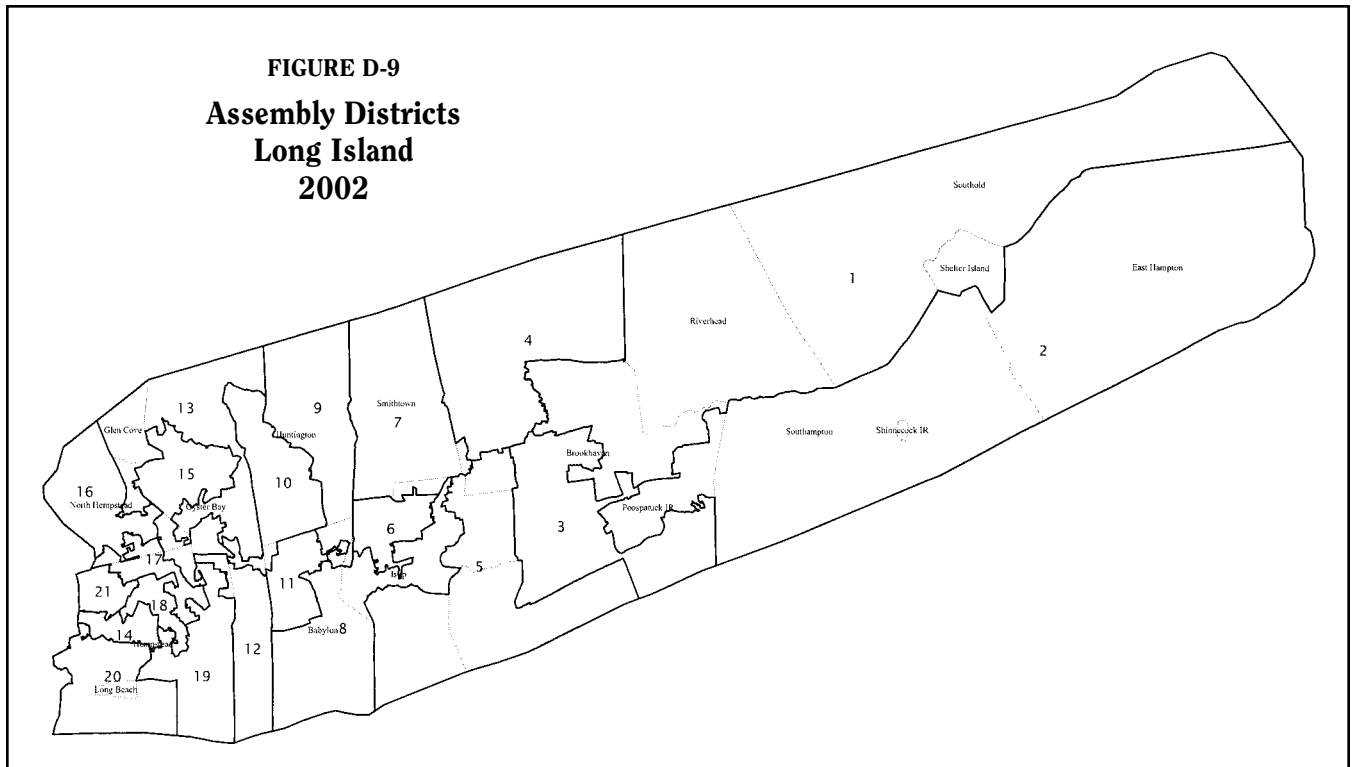 FIGURE D-9
Assembly Districts
Long Island
2002
Southold
Shelter Island
East Hampton
1
Riverhead
4
2
13
9
Smithtown
7
Glen Cove
Huntington
Southampton
Shinnecock IR
Brookhaven
15
10
16
North Hempstead
Oyster Bay
Poospatuck IR
6
3
17
5
Islip
11
21
18
Babylon
8
14
Hempstead
12
20
19
Long Beach